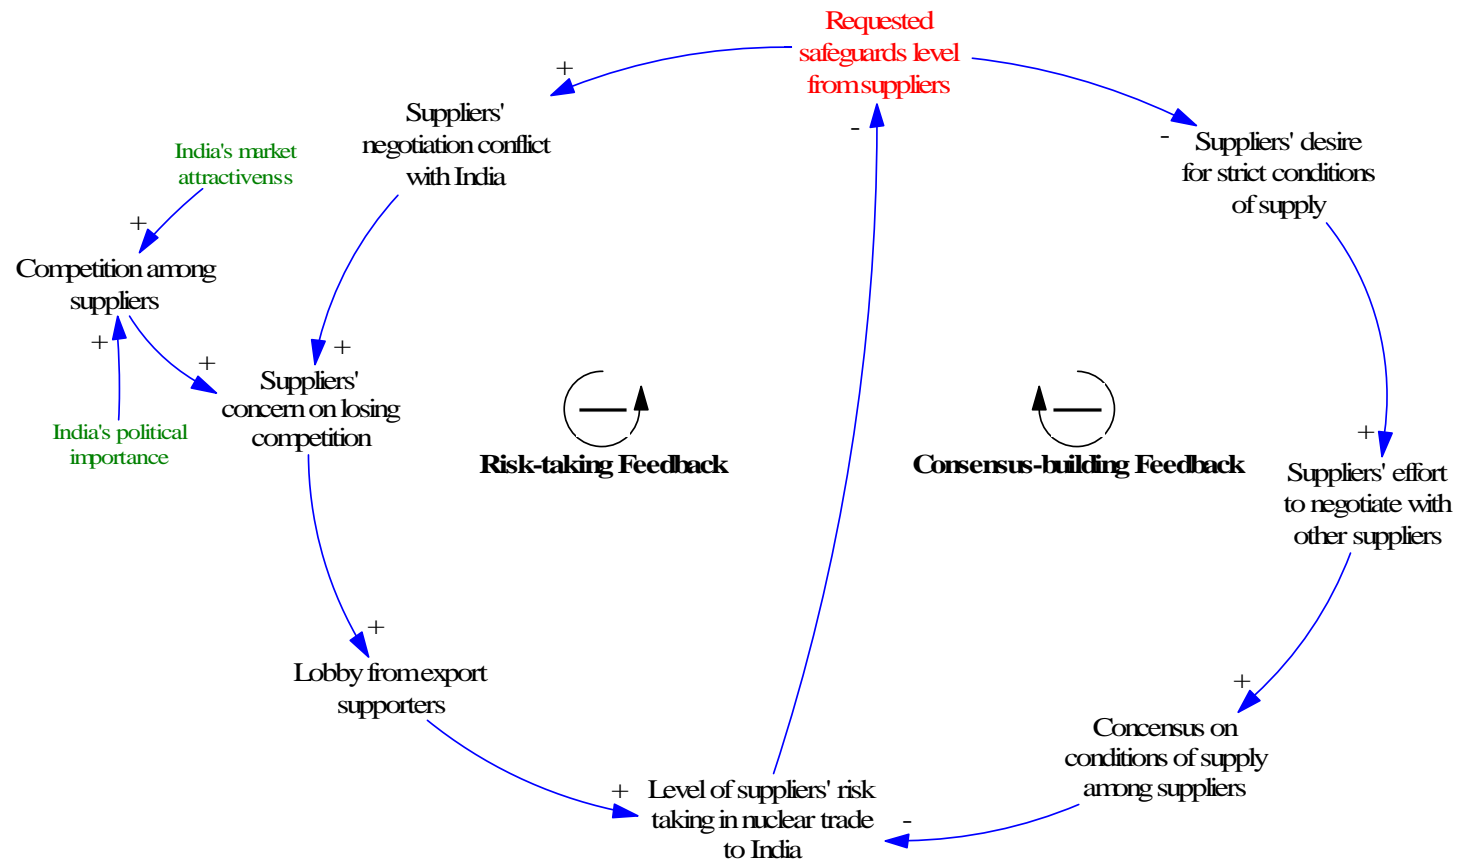 Requested
safeguards level
from suppliers
+
Suppliers'
negotiation conflict
with India
-
-
Suppliers' desire
for strict conditions
of supply
India's market
attractivenss
+
Competition among
suppliers
+
+
+
Suppliers'
concern on losing
competition
India's political
importance
Risk-taking Feedback
Consensus-building Feedback
+
Suppliers' effort
to negotiate with
other suppliers
+
Lobby from export
supporters
+
Concensus on
conditions of supply
among suppliers
+
Level of suppliers' risk
taking in nuclear trade
to India
-